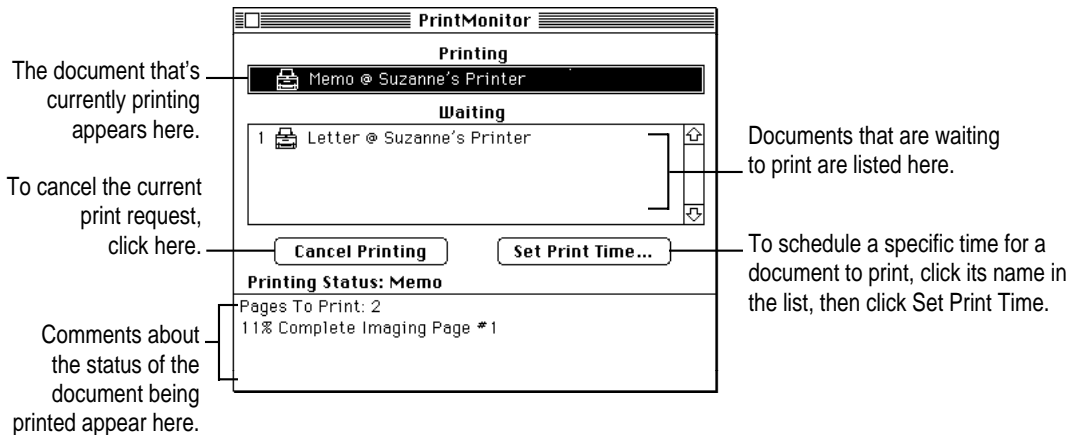 PrintMonitor
Printing
Memo @ Suzanne's Printer
Waiting
1 Letter @ Suzanne's Printer
Cancel Printing
Set Print Time...
Printing Status: Memo
Pages To Print: 2
11% Complete Imaging Page #1
The document that's
currently printing
appears here.
To cancel the current
print request,
click here.
Comments about
the status of the
document being
printed appear here.
Documents that are waiting
to print are listed here.
To schedule a specific time for a
document to print, click its name in
the list, then click Set Print Time.